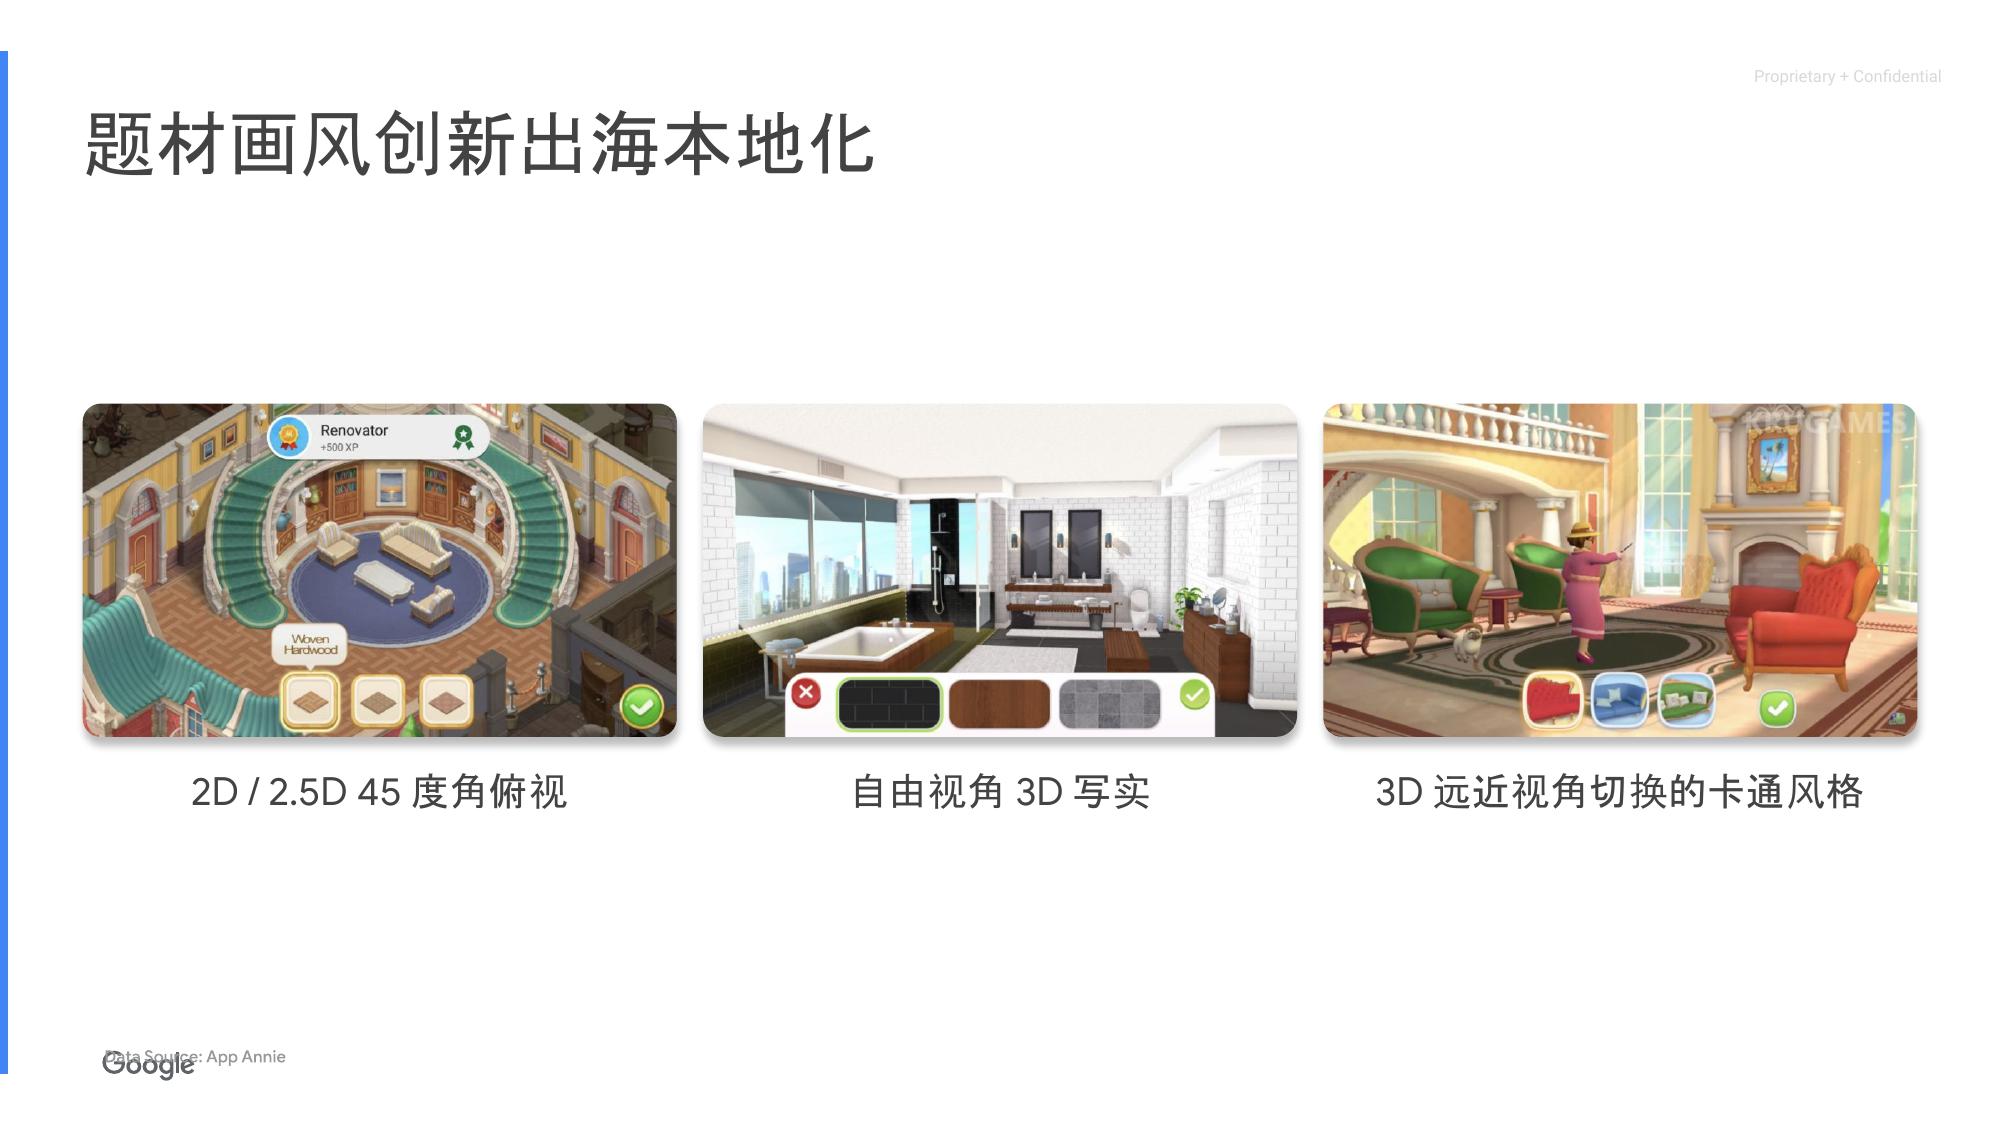 Proprietary + Confidential
题材画风创新出海本地化
Renovator
+500 XP
Woven
Hardwood
GAMES
2D / 2.5D 45 度角俯视
自由视角 3D 写实
3D 远近视角切换的卡通风格
Data Source: App Annie
Google